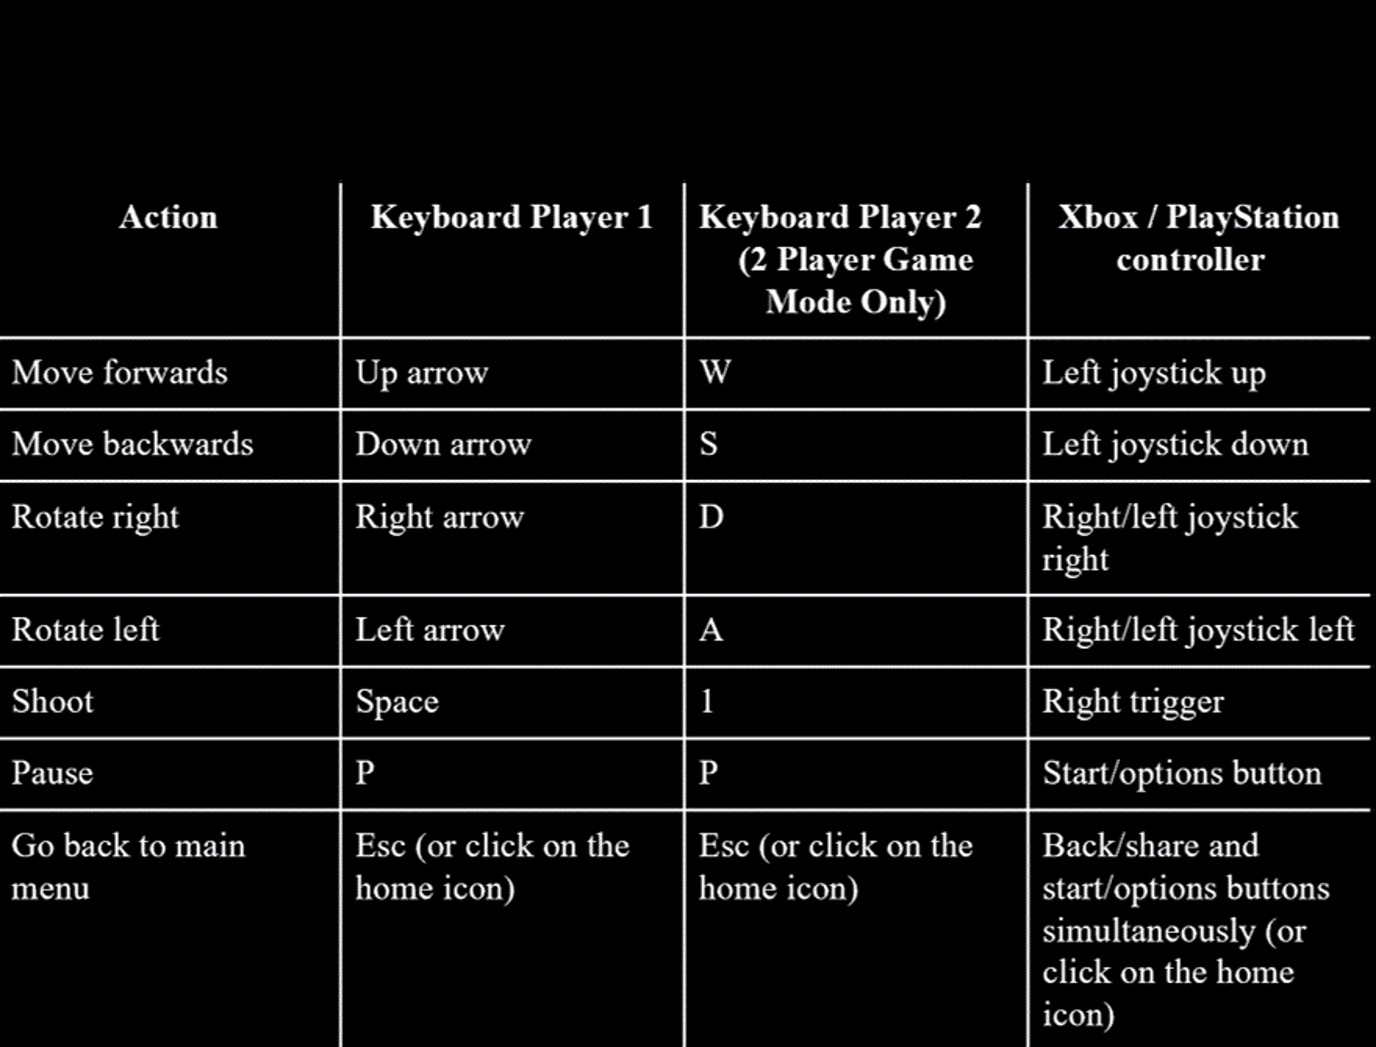 Action
Keyboard Player 1
Keyboard Player 2
(2 Player Game
Mode Only)
Xbox / PlayStation
controller
Move forwards
Up arrow
W
Left joystick up
Move backwards
Down arrow
S
Left joystick down
Rotate right
Right arrow
D
Right/left joystick
right
Rotate left
Left arrow
A
Right/left joystick left
Shoot
Space
1
Right trigger
Pause
P
P
Start/options button
Go back to main
menu
Esc (or click on the
home icon)
Esc (or click on the
home icon)
Back/share and
start/options buttons
simultaneously (or
click on the home
icon)